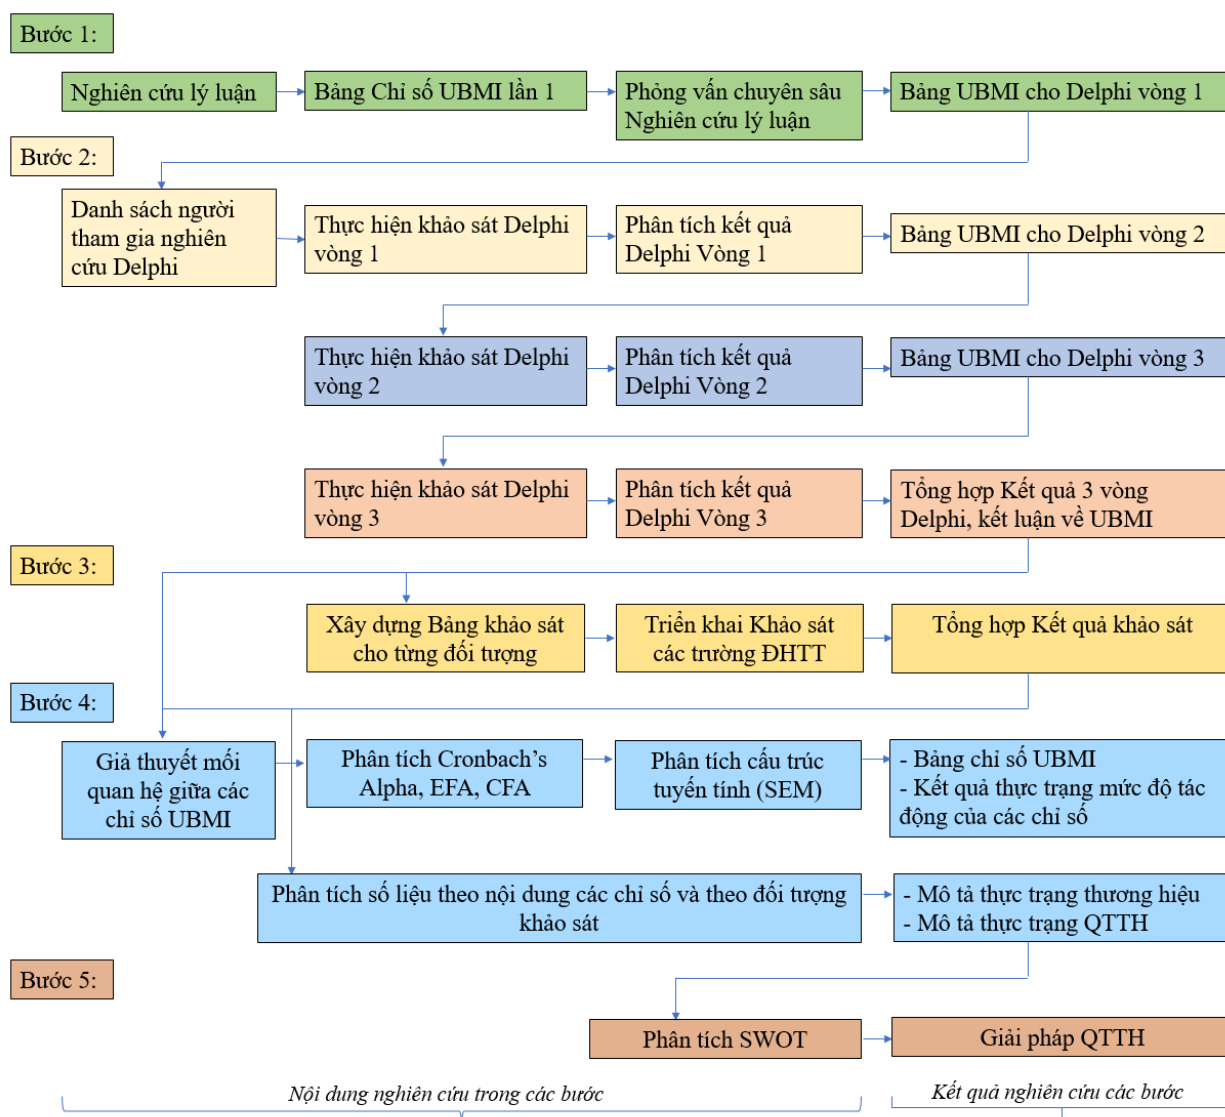 Bước 1:
Nghiên cứu lý luận
Bảng Chỉ số UBMI lần 1
Phỏng vấn chuyên sâu
Nghiên cứu lý luận
Bảng UBMI cho Delphi vòng 1
Bước 2:
Danh sách người
tham gia nghiên
cứu Delphi
Thực hiện khảo sát Delphi
vòng 1
Phân tích kết quả
Delphi Vòng 1
Bảng UBMI cho Delphi vòng 2
Thực hiện khảo sát Delphi
vòng 2
Phân tích kết quả
Delphi Vòng 2
Bảng UBMI cho Delphi vòng 3
Thực hiện khảo sát Delphi
vòng 3
Phân tích kết quả
Delphi Vòng 3
Tổng hợp Kết quả 3 vòng
Delphi, kết luận về UBMI
Bước 3:
Xây dựng Bảng khảo sát
cho từng đối tượng
Triển khai Khảo sát
các trường ĐHTT
Tổng hợp Kết quả khảo sát
Bước 4:
Giả thuyết mối
quan hệ giữa các
chỉ số UBMI
Phân tích Cronbach's
Alpha, EFA, CFA
Phân tích cấu trúc
tuyến tính (SEM)
- Bảng chỉ số UBMI
- Kết quả thực trạng mức độ tác
động của các chỉ số
Phân tích số liệu theo nội dung các chỉ số và theo đối tượng
khảo sát
- Mô tả thực trạng thương hiệu
- Mô tả thực trạng QTTH
Bước 5:
Phân tích SWOT
Giải pháp QTTH
Nội dung nghiên cứu trong các bước
Kết quả nghiên cứu các bước